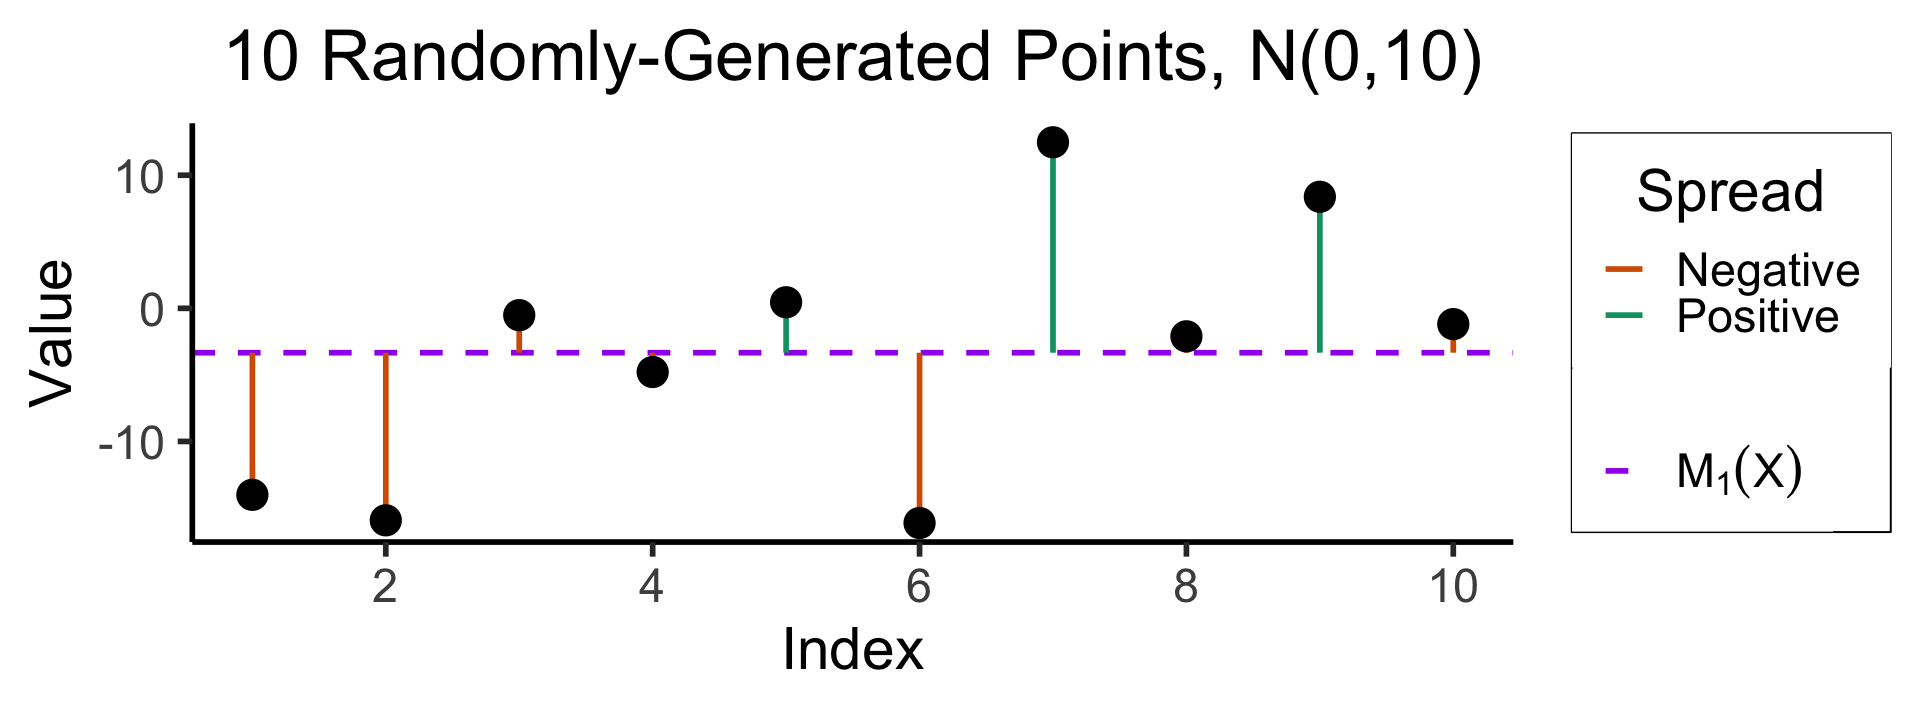 10 Randomly-Generated Points, N(0,10)
Value
10
0
-10
2 4 6 8 10
Index
Spread
Negative
Positive
M₁(X)